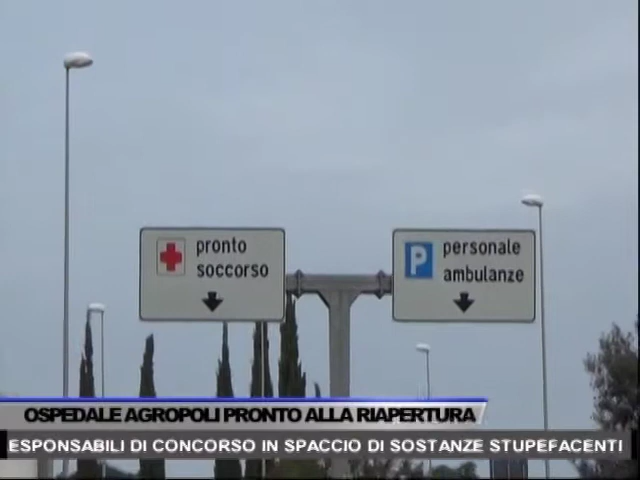 pronto
soccorso
P
personale
ambulanze
OSPEDALE AGROPOLI PRONTO ALLA RIAPERTURA
ESPONSABILI DI CONCORSO IN SPACCIO DI SOSTANZE STUPEFACENTI